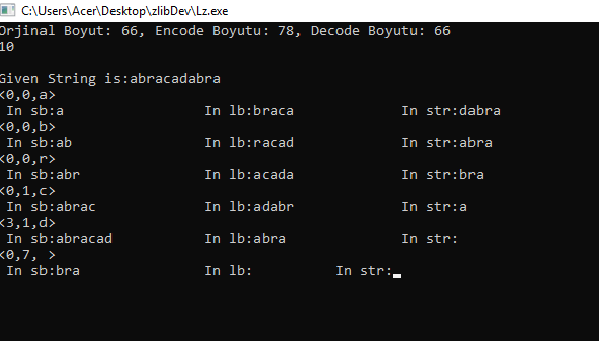 C:\Users\Acer\Desktop\zlibDev\Lz.exe
Orjinal Boyut: 66, Encode Boyutu: 78, Decode Boyutu: 66
10
Given String is:abracadabra
<0,0,a>
In sb:a In lb:braca In str:dabra
<0,0,b>
In sb:ab In lb:racad In str:abra
<0,0,r>
In sb:abr In lb:acada In str:bra
<0,1,c>
In sb:abrac In lb:adabr In str:a
<3,1,d>
In sb:abracad In lb:abra In str:
<0,7, >
In sb:bra In lb: In str: